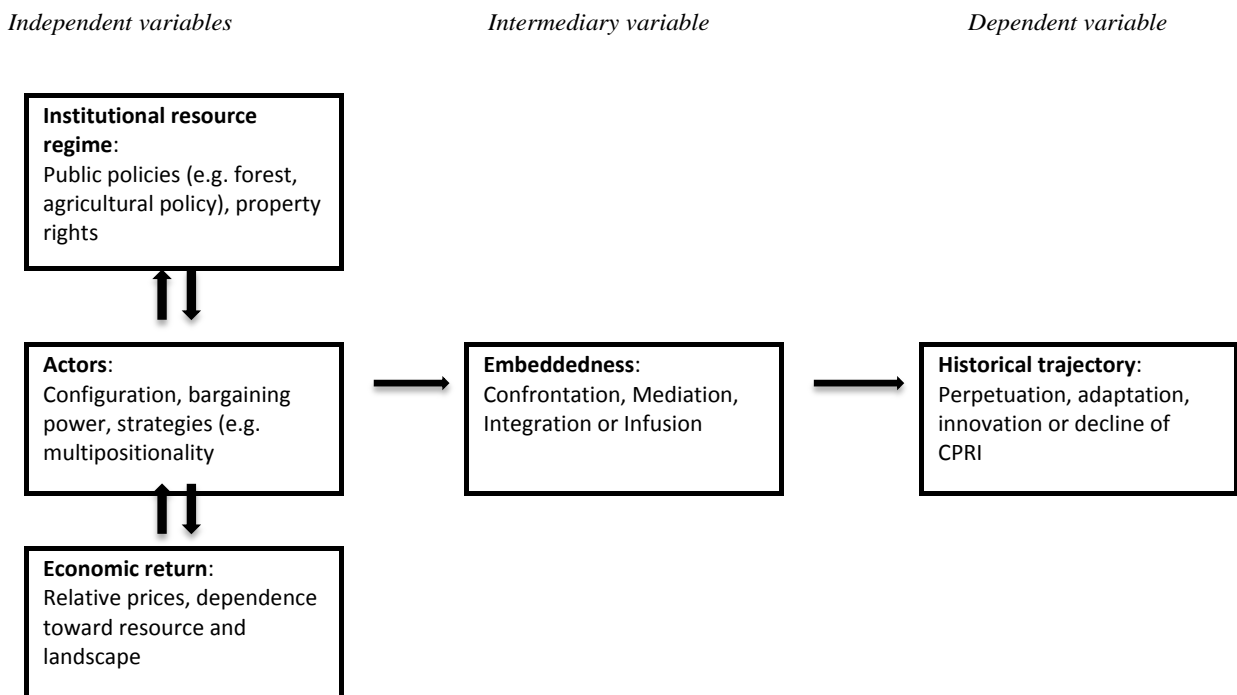 Independent variables
Intermediary variable
Dependent variable
Institutional resource
regime:
Public policies (e.g. forest,
agricultural policy), property
rights
Actors:
Configuration, bargaining
power, strategies (e.g.
multipositionality
Embeddedness:
Confrontation, Mediation,
Integration or Infusion
Historical trajectory:
Perpetuation, adaptation,
innovation or decline of
CPRI
Economic return:
Relative prices, dependence
toward resource and
landscape